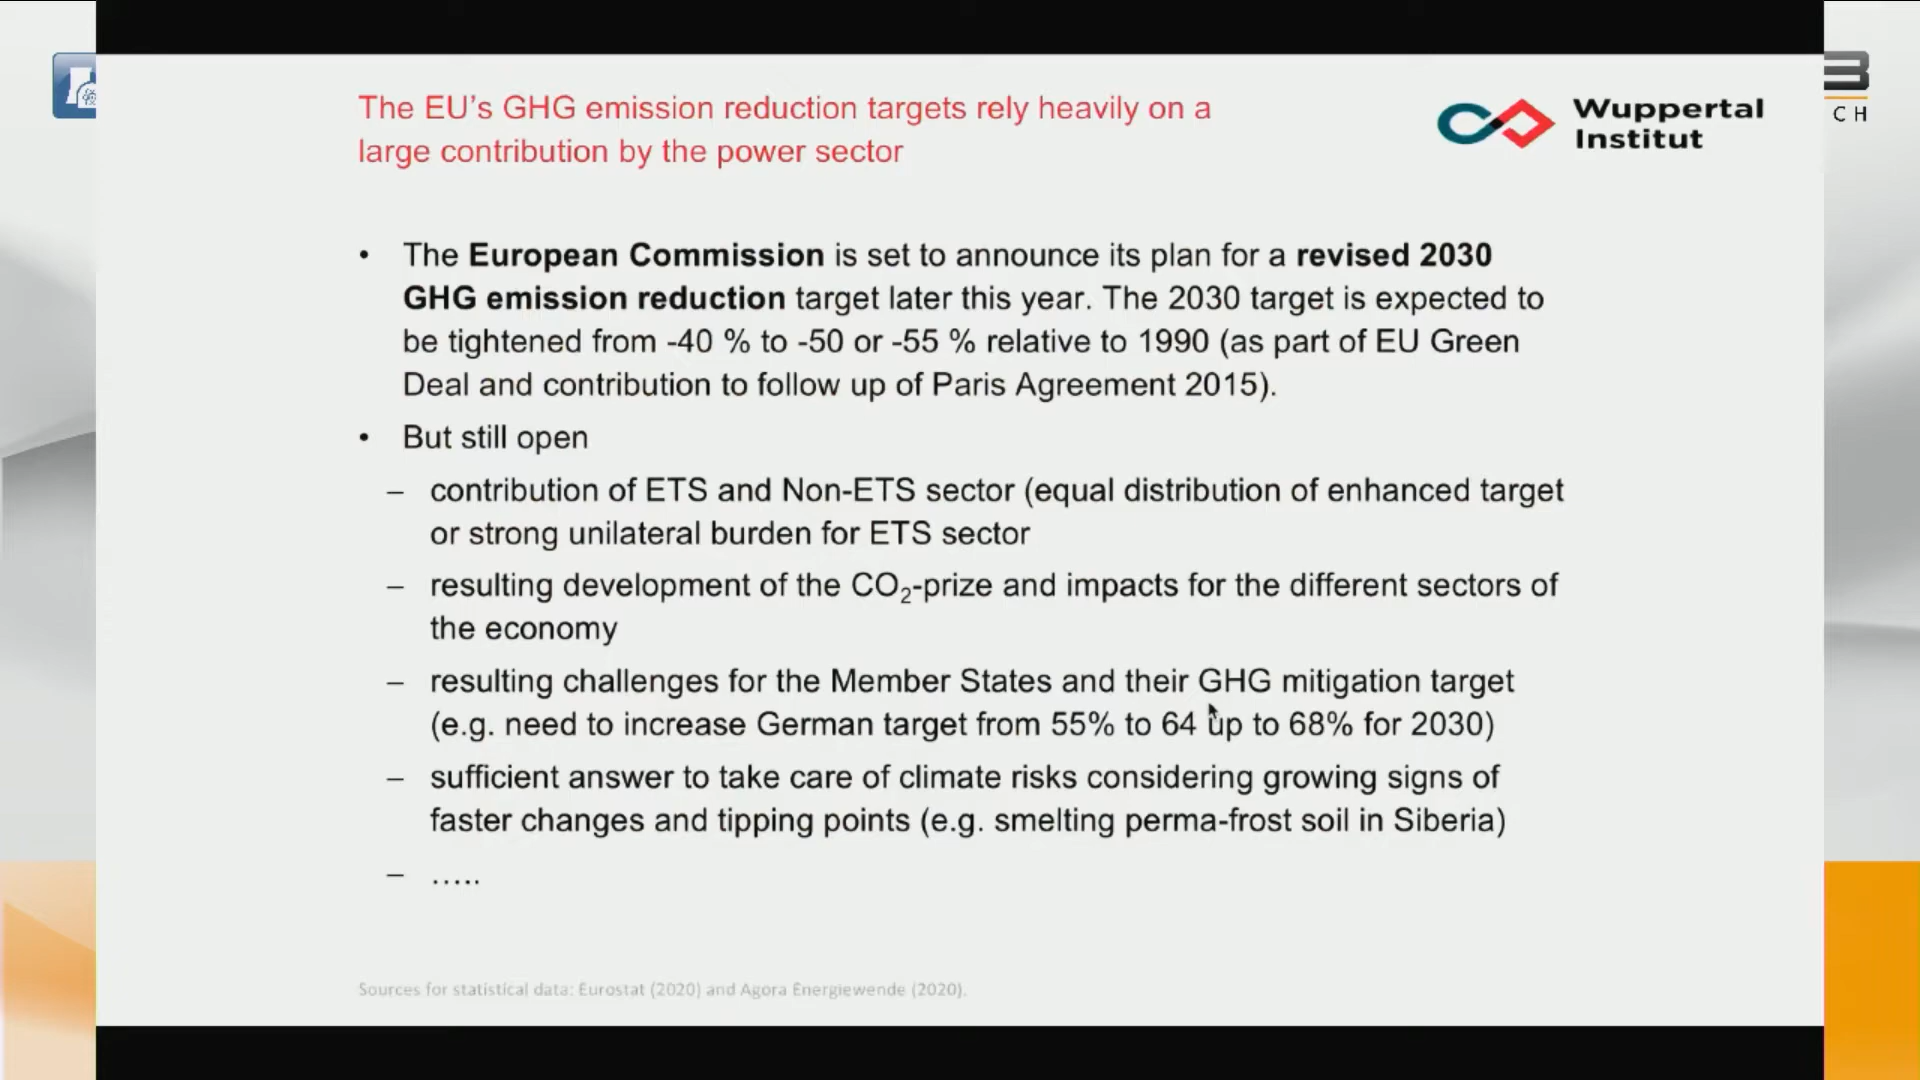 The EU’s GHG emission reduction targets rely heavily on a
large contribution by the power sector
Wuppertal
Institut
CH
• The European Commission is set to announce its plan for a revised 2030
GHG emission reduction target later this year. The 2030 target is expected to
be tightened from -40 % to -50 or -55 % relative to 1990 (as part of EU Green
Deal and contribution to follow up of Paris Agreement 2015).
• But still open
– contribution of ETS and Non-ETS sector (equal distribution of enhanced target
or strong unilateral burden for ETS sector
– resulting development of the CO₂-prize and impacts for the different sectors of
the economy
– resulting challenges for the Member States and their GHG mitigation target
(e.g. need to increase German target from 55% to 64 up to 68% for 2030)
– sufficient answer to take care of climate risks considering growing signs of
faster changes and tipping points (e.g. smelting perma-frost soil in Siberia)
– …..
Sources for statistical data: Eurostat (2020) and Agora Energiewende (2020).